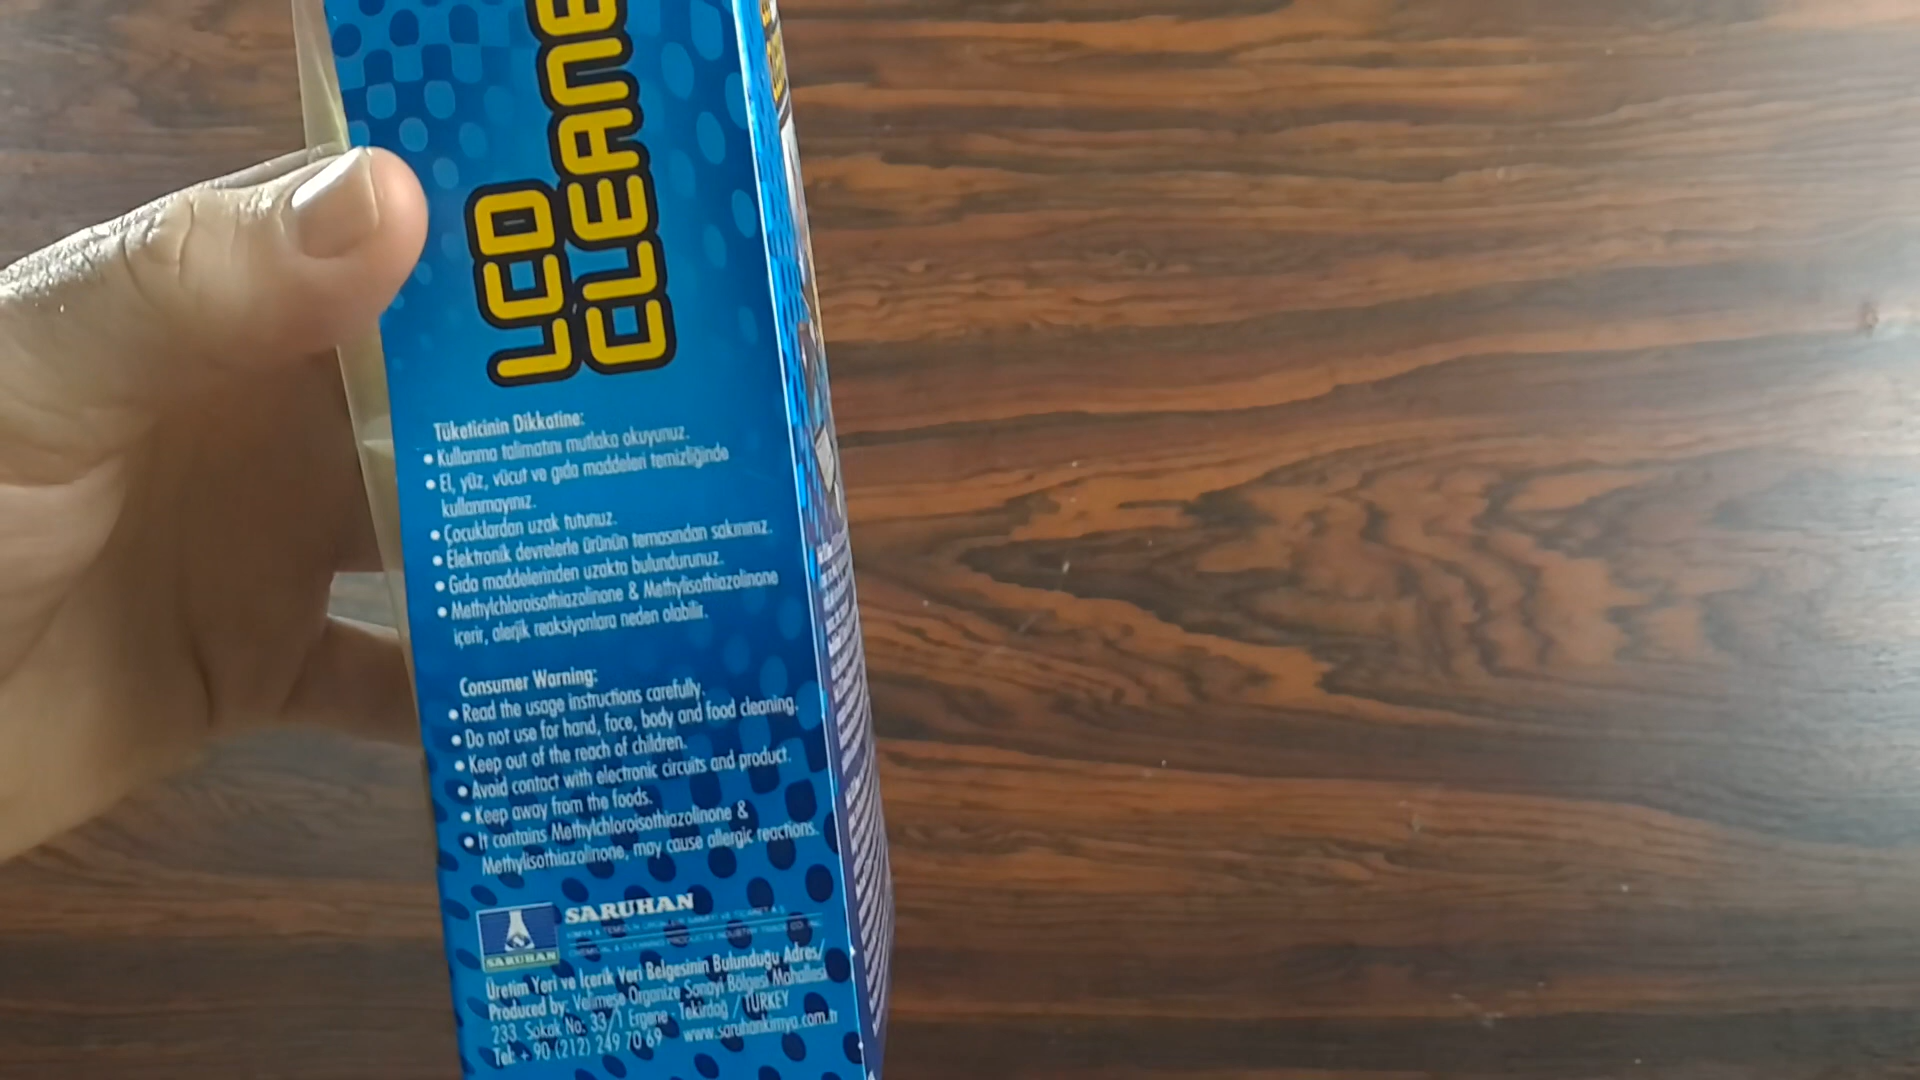 LCD
CLEANE
Tüketicinin Dikkatine:
• Kullanma talimatını mutlaka okuyunuz.
• El, yüz, vücut ve gıda maddeleri temizliğinde
kullanmayınız.
• Çocuklardan uzak tutunuz.
• Elektronik devrelerle ürünün temasından sakınınız.
• Gıda maddelerinden uzakta bulundurunuz.
• Methylchloroisothiazolinone & Methylisothiazolinone
içerir, alerjik reaksiyonlara neden olabilir.
Consumer Warning:
• Read the usage instructions carefully.
• Do not use for hand, face, body and food cleaning.
• Keep out of the reach of children.
• Avoid contact with electronic circuits and product.
• Keep away from the foods.
• It contains Methylchloroisothiazolinone &
Methylisothiazolinone, may cause allergic reactions.
SARUHAN
SARUHAN
Üretim Yeri ve İçerik Veri Belgesinin Bulunduğu Adres/
Produced by: Velimeşe Organize Sanayi Bölgesi Mahallesi
233. Sokak No: 33/1 Ergene - Tekirdağ / TURKEY
Tel: + 90 (212) 249 70 69 www.saruhankimya.com.tr